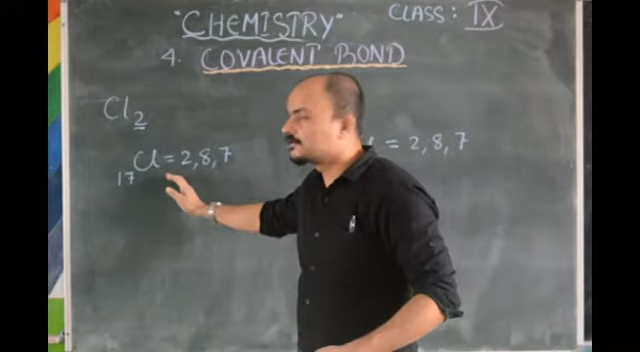 "CHEMISTRY"
CLASS : IX
4. COVALENT BOND
Cl₂
₁₇Cl = 2,8,7
= 2,8,7